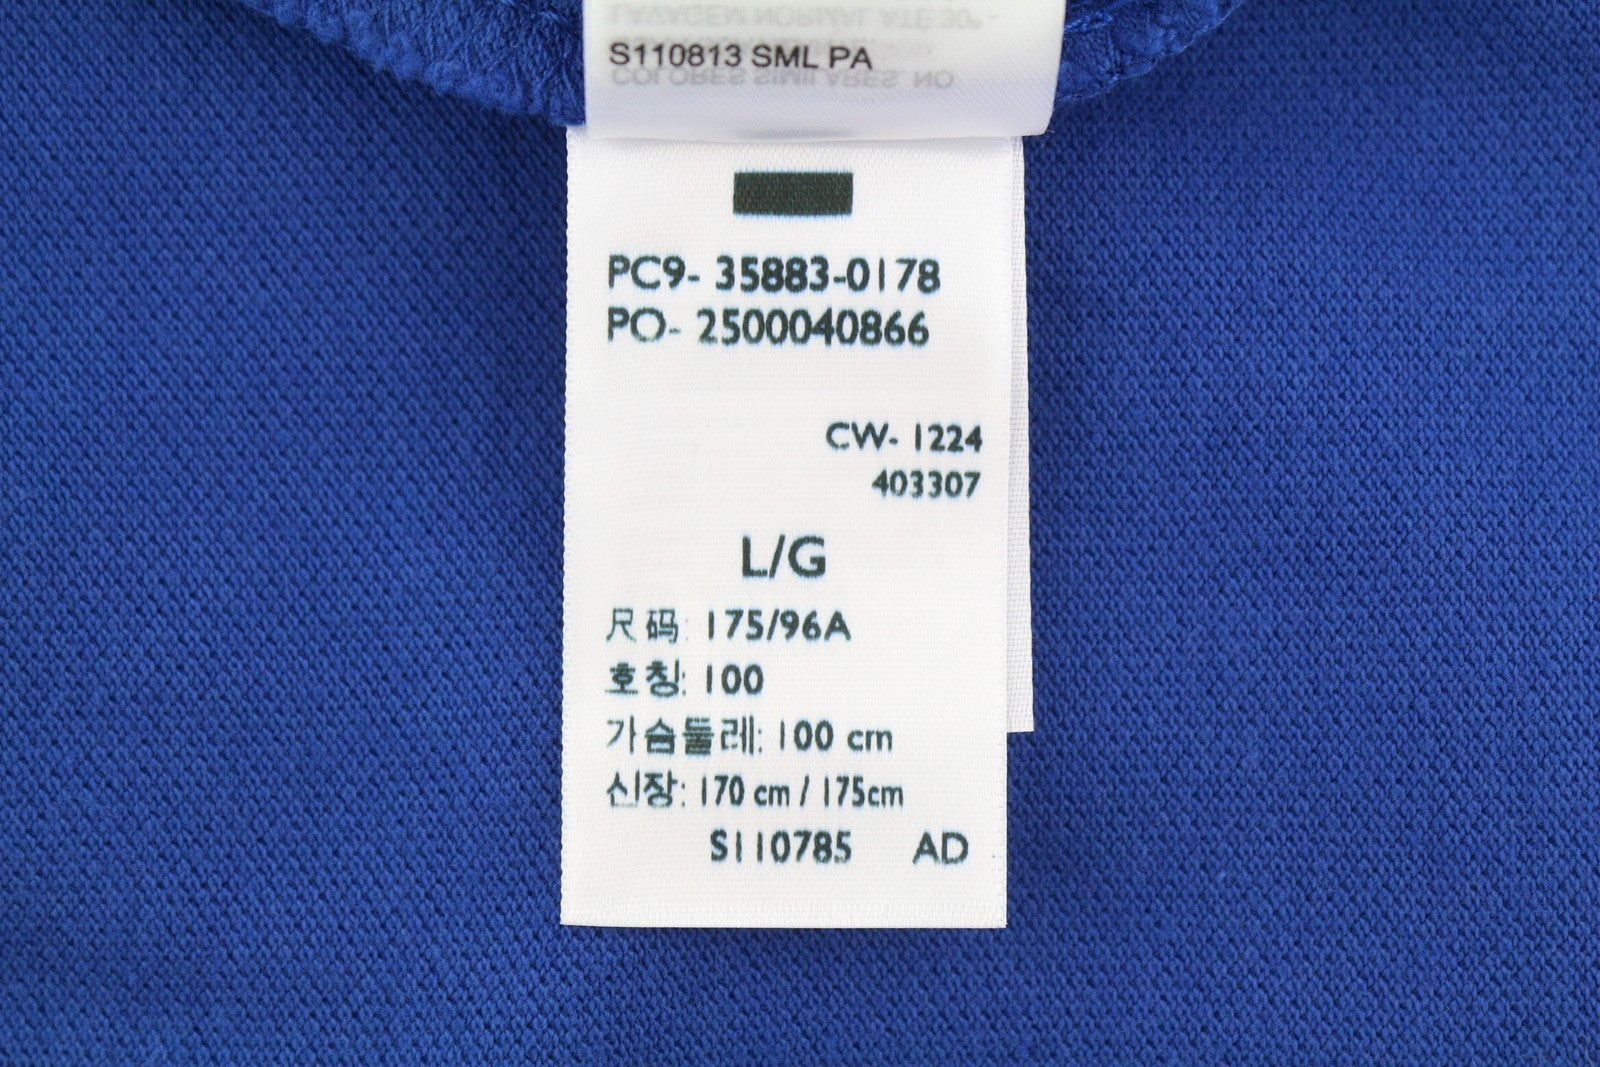 S110813 SML PA
PC9- 35883-0178
PO- 2500040866
CW- 1224
403307
L/G
尺码: 175/96A
호칭: 100
가슴둘레: 100 cm
신장: 170 cm / 175cm
S110785 AD